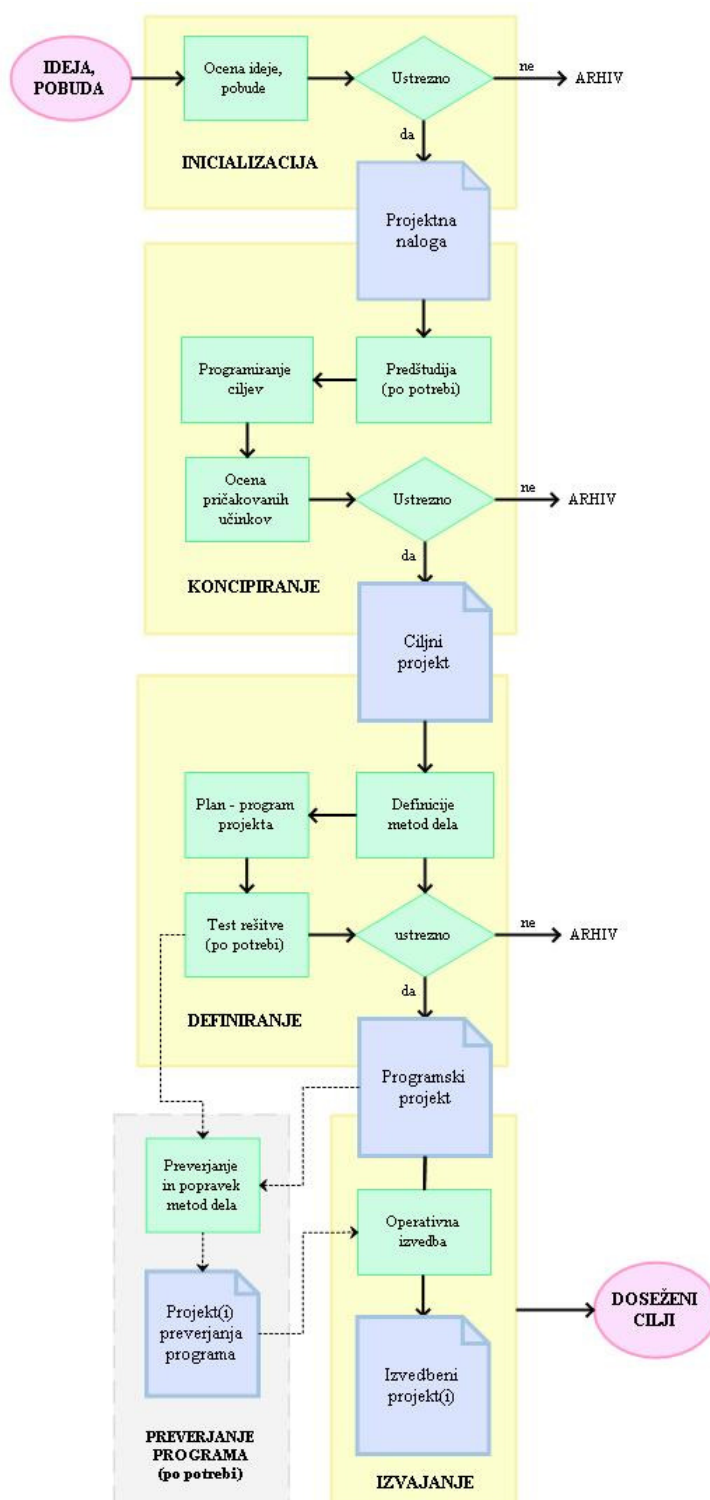 IDEJA,
POBUDA
Ocena ideje,
pobude
Ustrezno
ne
ARHIV
da
INICIALIZACIJA
Projektna
naloga
Programiranje
ciljev
Predštudija
(po potrebi)
Ocena
pričakovanih
učinkov
Ustrezno
ne
ARHIV
da
KONCIPIRANJE
Ciljni
projekt
Plan - program
projekta
Definicije
metod dela
Test rešitve
(po potrebi)
ustrezno
ne
ARHIV
da
DEFINIRANJE
Programski
projekt
Preverjanje
in popravek
metod dela
Operativna
izvedba
Projekt(i)
preverjanja
programa
DOSEŽENI
CILJI
Izvedbeni
projekt(i)
PREVERJANJE
PROGRAMA
(po potrebi)
IZVAJANJE